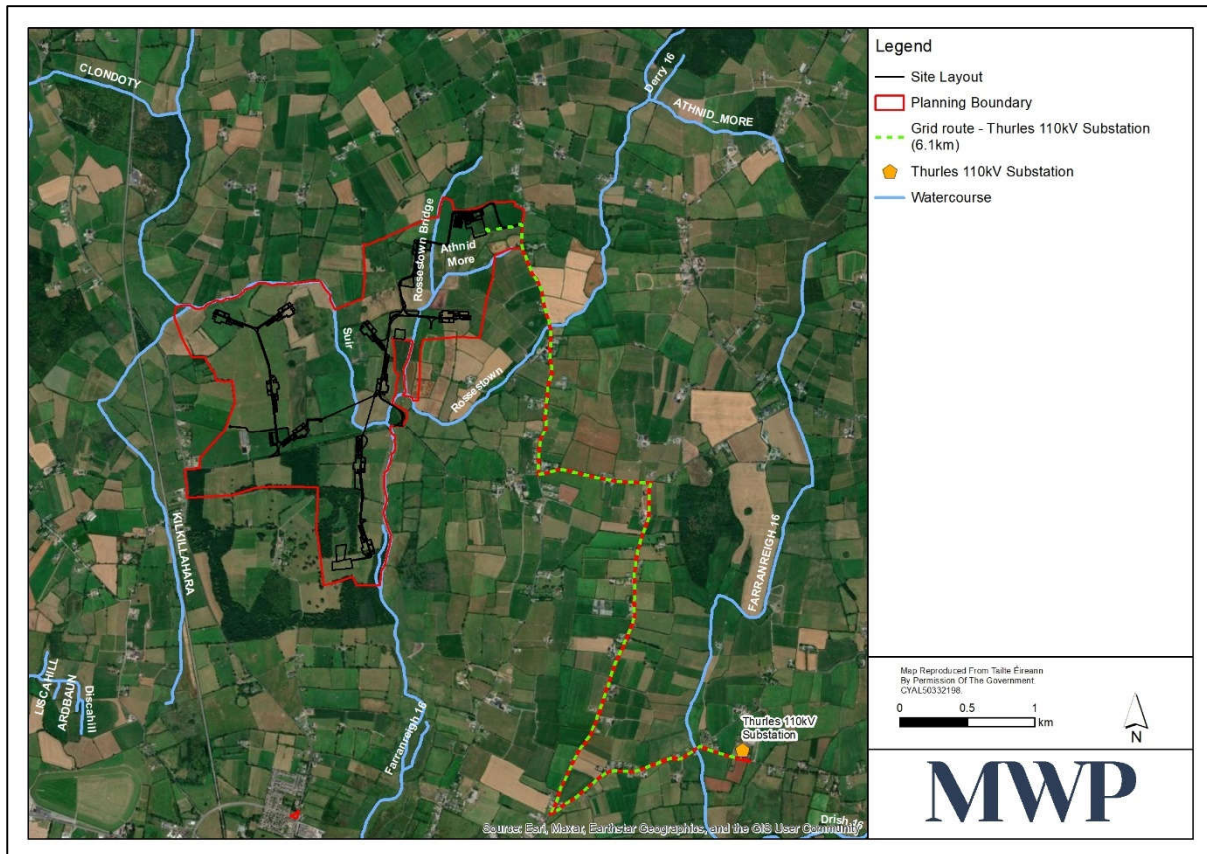 CLONDOTY
Derry 16
ATHNID_MORE
Rossestown Bridge
Athnid
More
Suir
Rossestown
KILKILLAHARA
FARRANREIGH 16
LISCAHILL
ARDBAUN
Discahill
Farranreigh 16
Thurles 110kV
Substation
Drish 16
Source: Esri, Maxar, Earthstar Geographics, and the GIS User Community
Legend
Site Layout
Planning Boundary
Grid route - Thurles 110kV Substation
(6.1km)
Thurles 110kV Substation
Watercourse
Map Reproduced From Tailte Éireann
By Permission Of The Government
CYAL50332198.
0 0.5 1
km
N
MWP